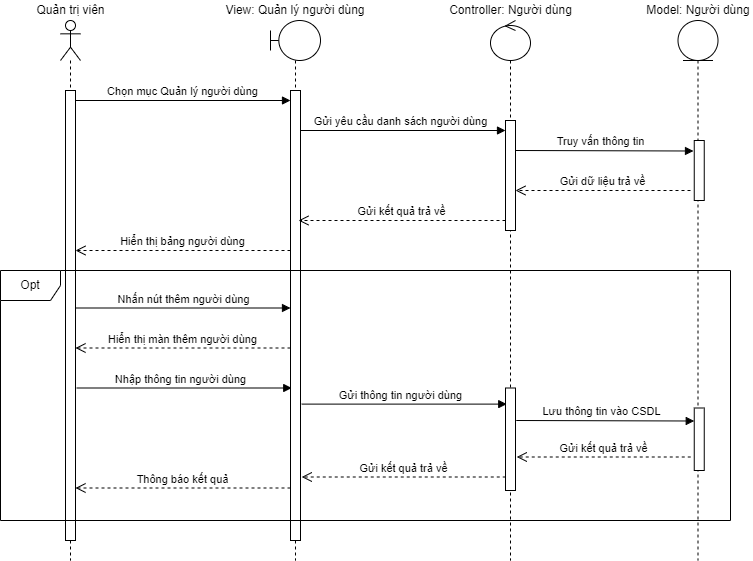 Quản trị viên
View: Quản lý người dùng
Controller: Người dùng
Model: Người dùng
Chọn mục Quản lý người dùng
Gửi yêu cầu danh sách người dùng
Truy vấn thông tin
Gửi dữ liệu trả về
Gửi kết quả trả về
Hiển thị bảng người dùng
Opt
Nhấn nút thêm người dùng
Hiển thị màn thêm người dùng
Nhập thông tin người dùng
Gửi thông tin người dùng
Lưu thông tin vào CSDL
Gửi kết quả trả về
Gửi kết quả trả về
Thông báo kết quả